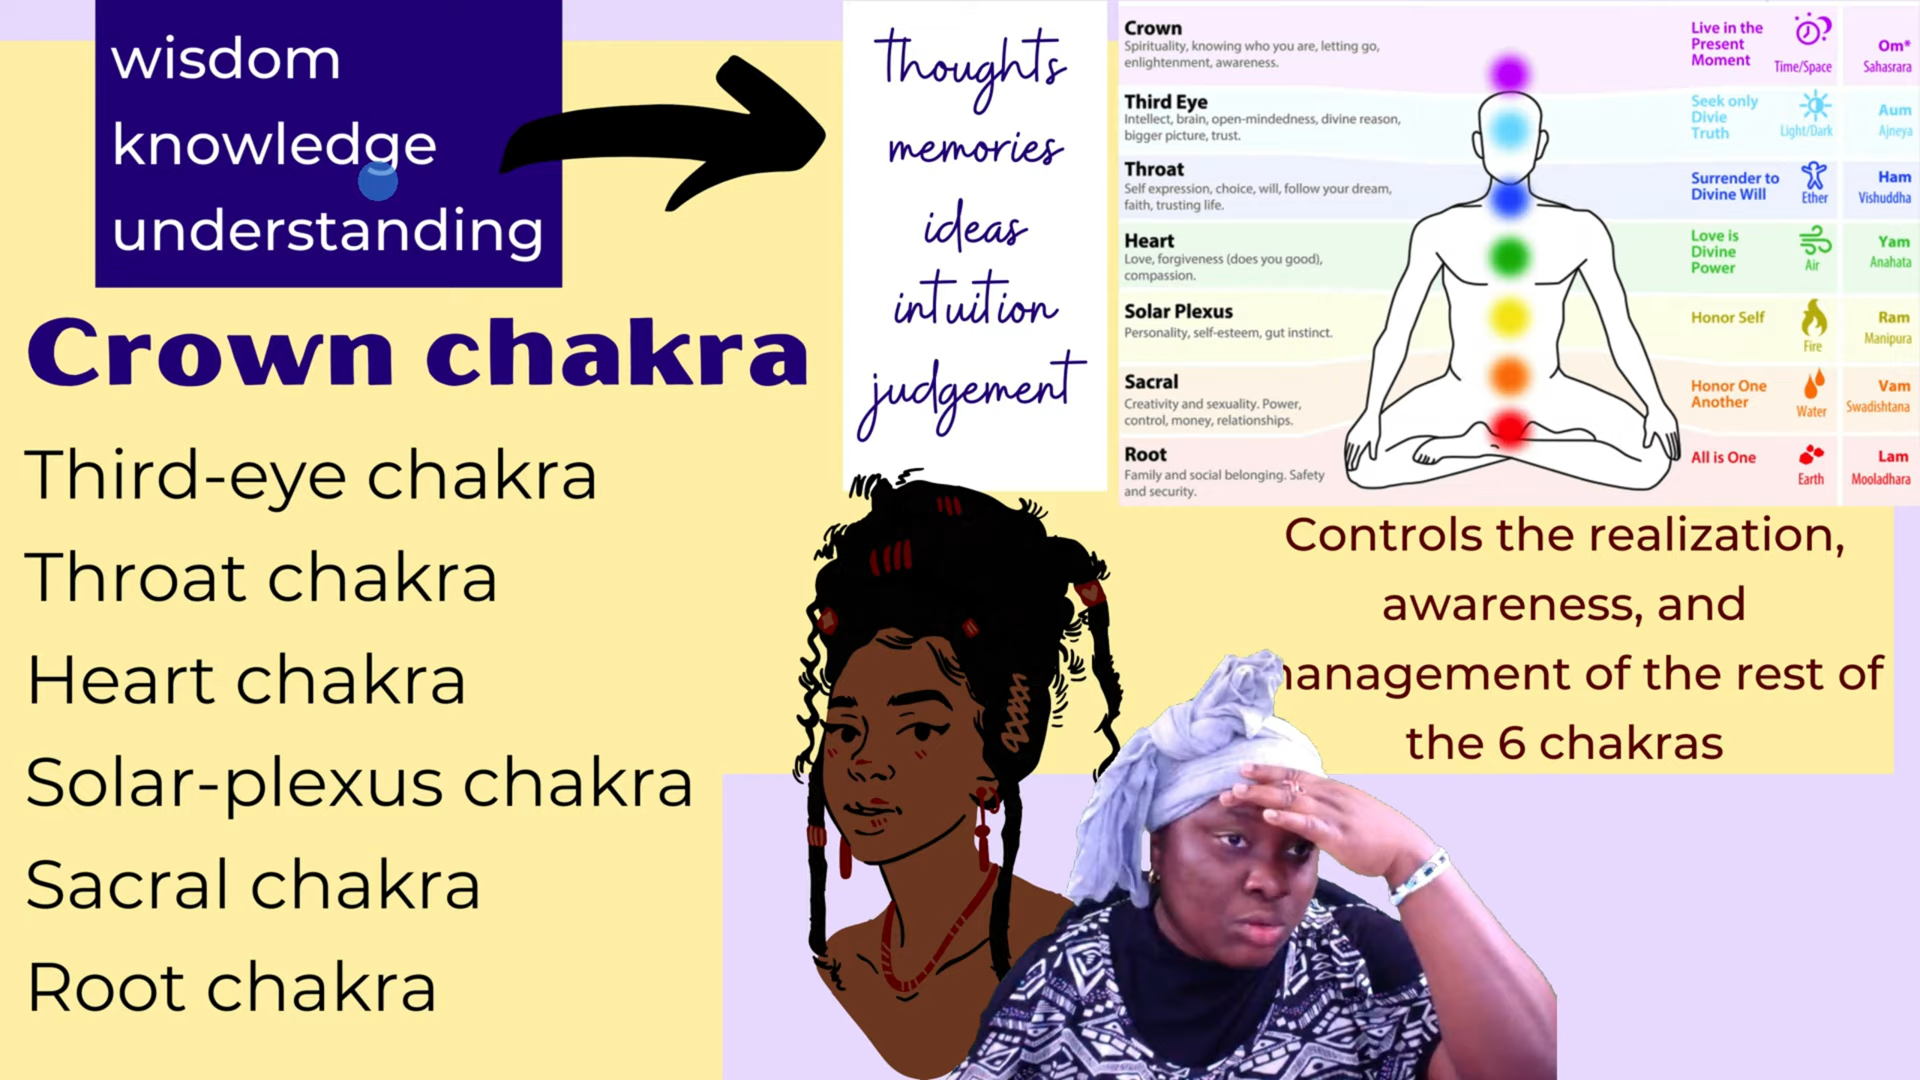 wisdom
knowledge
understanding
Crown chakra
Third-eye chakra
Throat chakra
Heart chakra
Solar-plexus chakra
Sacral chakra
Root chakra
thoughts
memories
ideas
intuition
judgement
Crown
Spirituality, knowing who you are, letting go,
enlightenment, awareness.
Live in the
Present
Moment
Time/Space
Om*
Sahasrara
Third Eye
Intellect, brain, open-mindedness, divine reason,
bigger picture, trust.
Seek only
Divie
Truth
Light/Dark
Aum
Ajneya
Throat
Self expression, choice, will, follow your dream,
faith, trusting life.
Surrender to
Divine Will
Ether
Ham
Vishuddha
Heart
Love, forgiveness (does you good),
compassion.
Love is
Divine
Power
Air
Yam
Anahata
Solar Plexus
Personality, self-esteem, gut instinct.
Honor Self
Fire
Ram
Manipura
Sacral
Creativity and sexuality. Power,
control, money, relationships.
Honor One
Another
Water
Vam
Swadishtana
Root
Family and social belonging. Safety
and security.
All is One
Earth
Lam
Mooladhara
Controls the realization,
awareness, and
anagement of the rest of
the 6 chakras